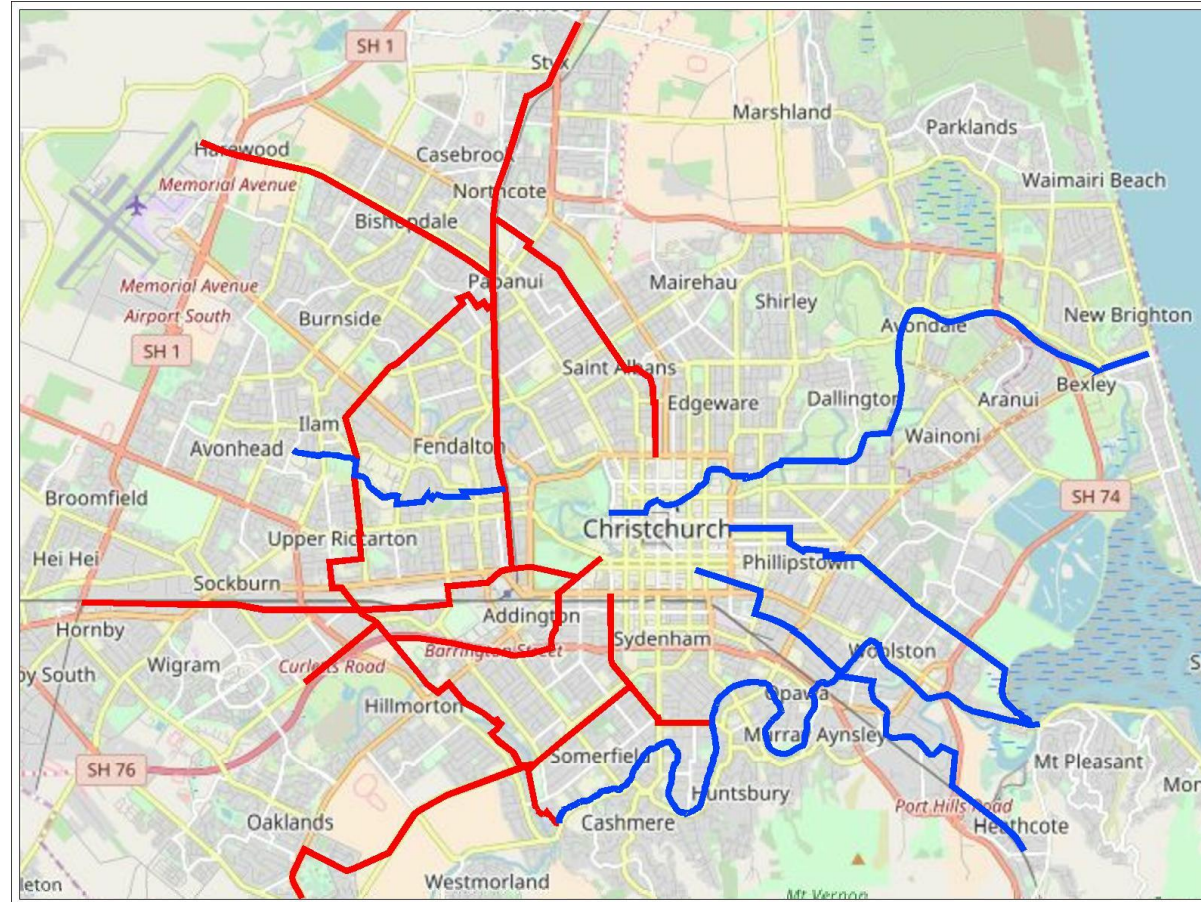 SH 1
Styx
Marshland
Parklands
Harewood
Casebrook
Memorial Avenue
Northcote
Waimairi Beach
Bishopdale
Papanui
Mairehau
Memorial Avenue
Airport South
Shirley
Burnside
Avondale
New Brighton
SH 1
Saint Albans
Bexley
Edgeware
Dallington
Aranui
Ilam
Avonhead
Fendalton
Wainoni
Broomfield
SH 74
Christchurch
Upper Riccarton
Hei Hei
Phillipstown
Sockburn
Addington
Hornby
Sydenham
Barrington Street
Woolston
Wigram
Curletts Road
by South
Opawa
Hillmorton
Murray Aynsley
Somerfield
Mt Pleasant
SH 76
Huntsbury
Port Hills Road
Oaklands
Cashmere
Heathcote
Westmorland
Mt Vernon